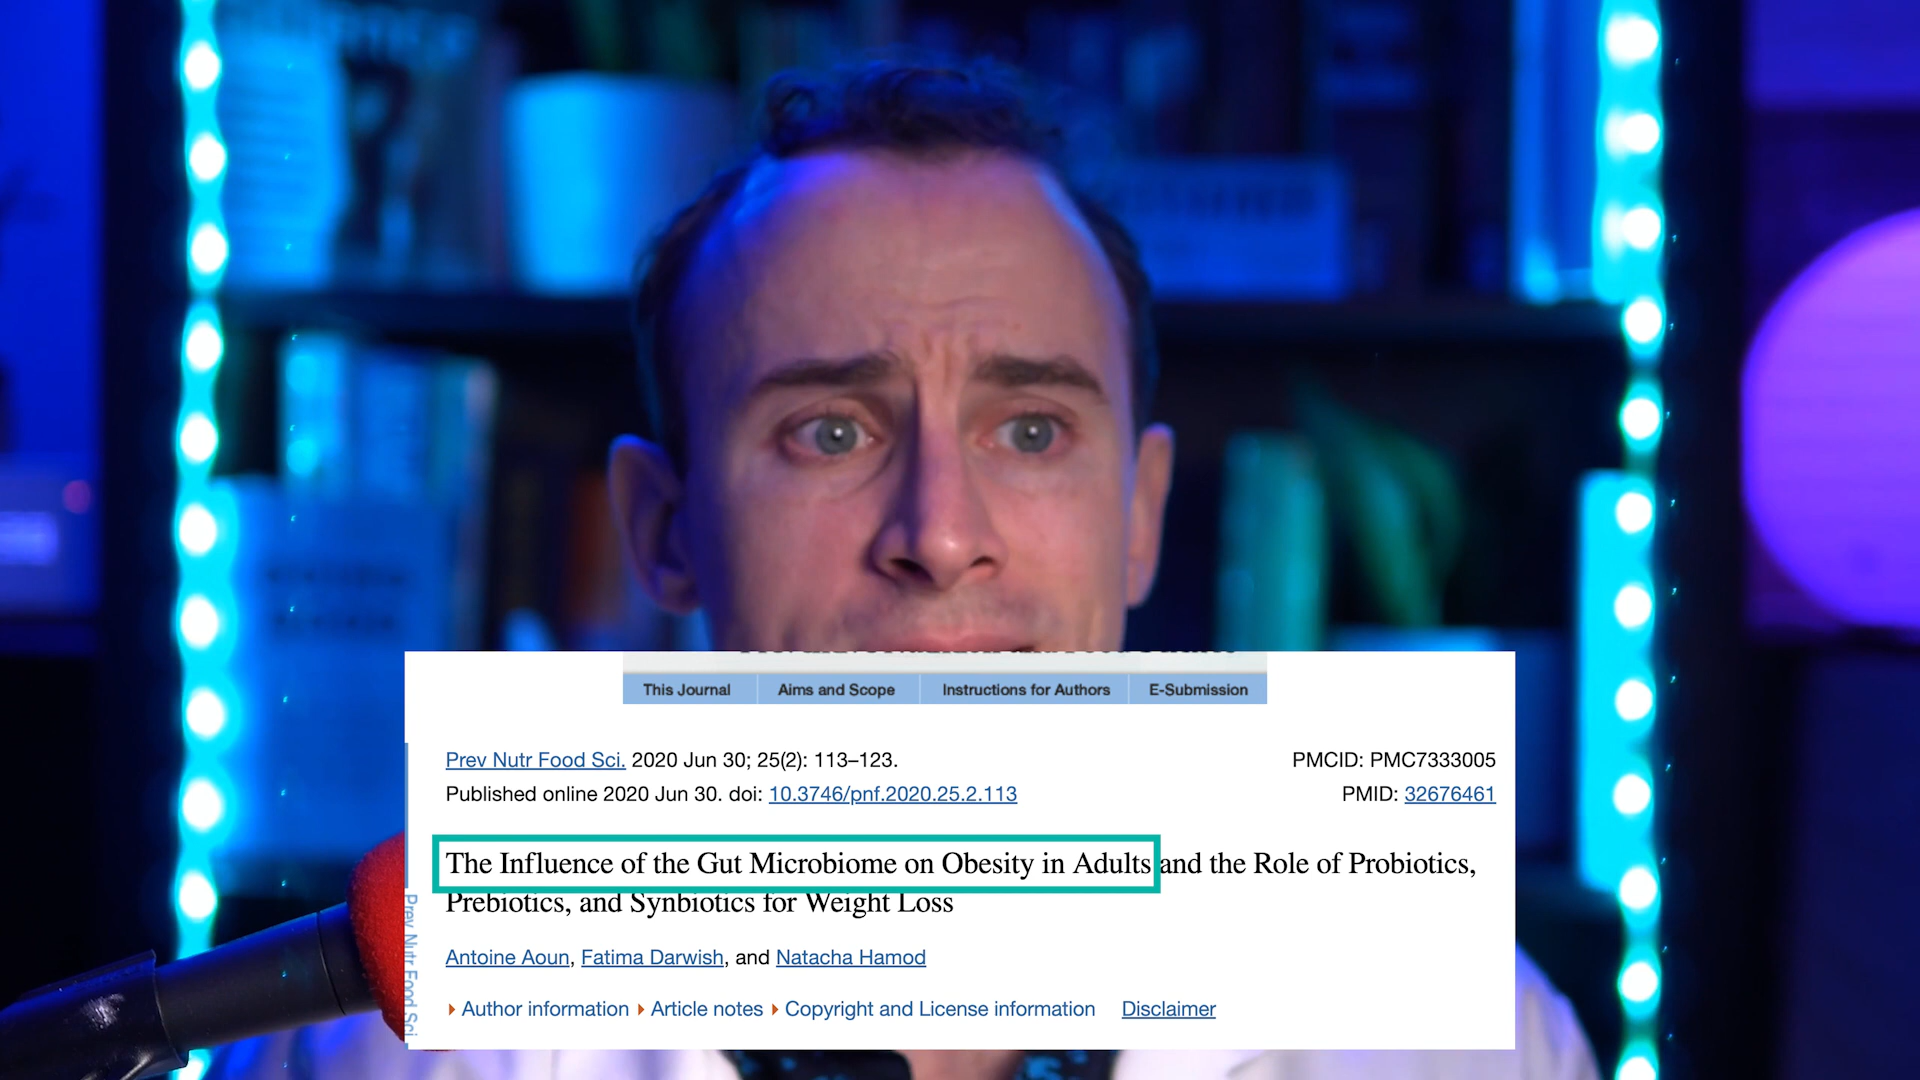 This Journal Aims and Scope Instructions for Authors E-Submission
Prev Nutr Food Sci. 2020 Jun 30; 25(2): 113–123. PMCID: PMC7333005
Published online 2020 Jun 30. doi: 10.3746/pnf.2020.25.2.113 PMID: 32676461
The Influence of the Gut Microbiome on Obesity in Adults and the Role of Probiotics,
Prebiotics, and Synbiotics for Weight Loss
Antoine Aoun, Fatima Darwish, and Natacha Hamod
Author information Article notes Copyright and License information Disclaimer
Prev Nutr Food Sci